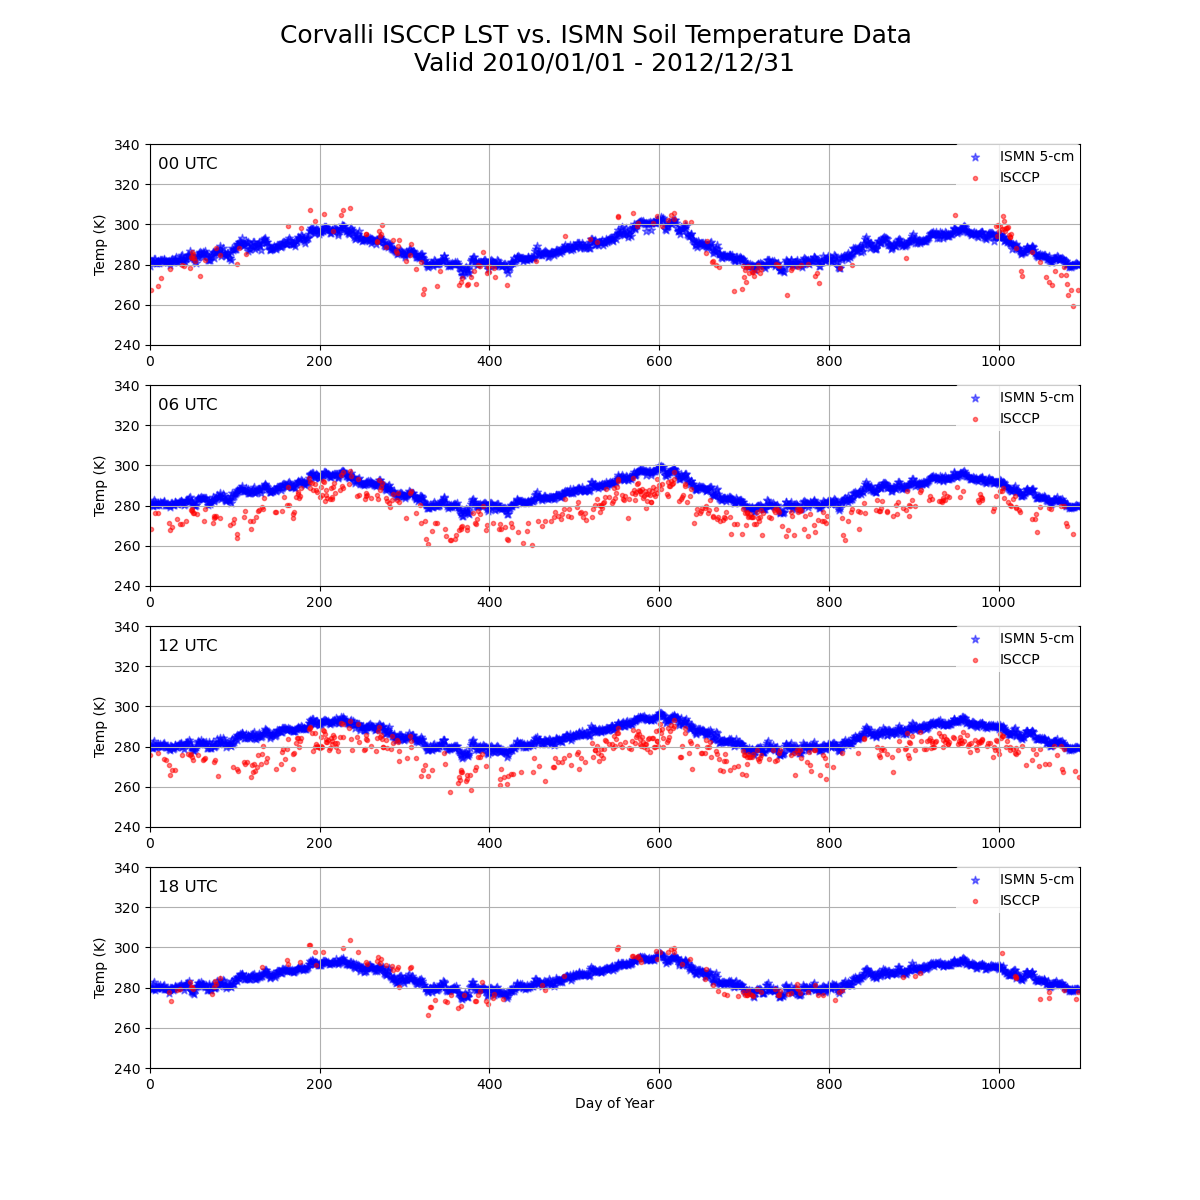 Corvalli ISCCP LST vs. ISMN Soil Temperature Data
Valid 2010/01/01 - 2012/12/31
340
320
300
280
260
240
Temp (K)
00 UTC
ISMN 5-cm
ISCCP
0 200 400 600 800 1000
340
320
300
280
260
240
Temp (K)
06 UTC
ISMN 5-cm
ISCCP
0 200 400 600 800 1000
340
320
300
280
260
240
Temp (K)
12 UTC
ISMN 5-cm
ISCCP
0 200 400 600 800 1000
340
320
300
280
260
240
Temp (K)
18 UTC
ISMN 5-cm
ISCCP
0 200 400 600 800 1000
Day of Year